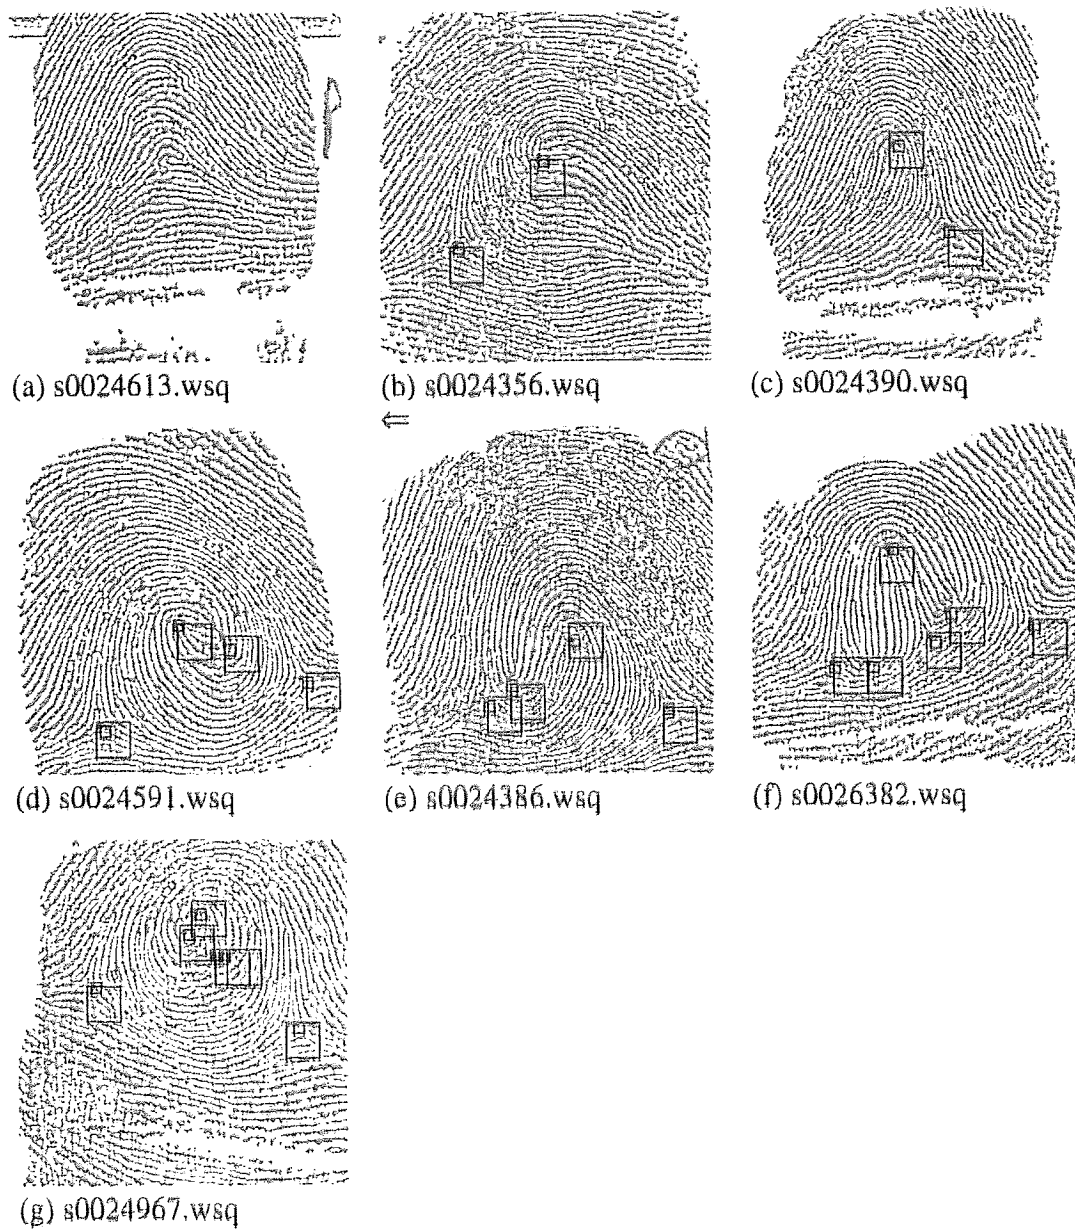 (a) s0024613.wsq
(b) s0024356.wsq
(c) s0024390.wsq
⇐
(d) s0024591.wsq
(e) s0024386.wsq
(f) s0026382.wsq
(g) s0024967.wsq